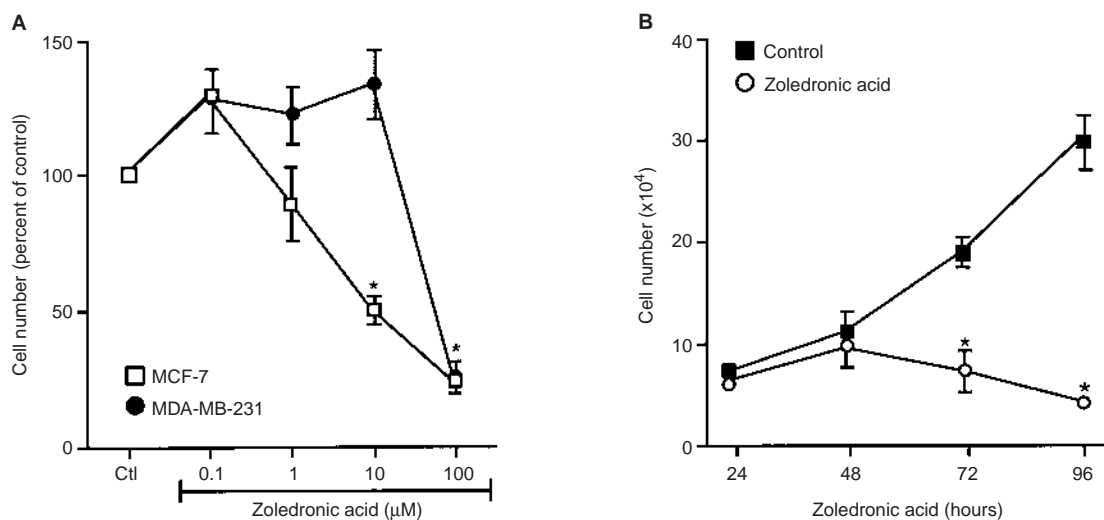 A
150
100
50
0
Cell number (percent of control)
*
*
MCF-7
MDA-MB-231
Ctl 0.1 1 10 100
Zoledronic acid (µM)
B
40
30
20
10
0
Cell number (x10⁴)
Control
Zoledronic acid
*
*
24 48 72 96
Zoledronic acid (hours)